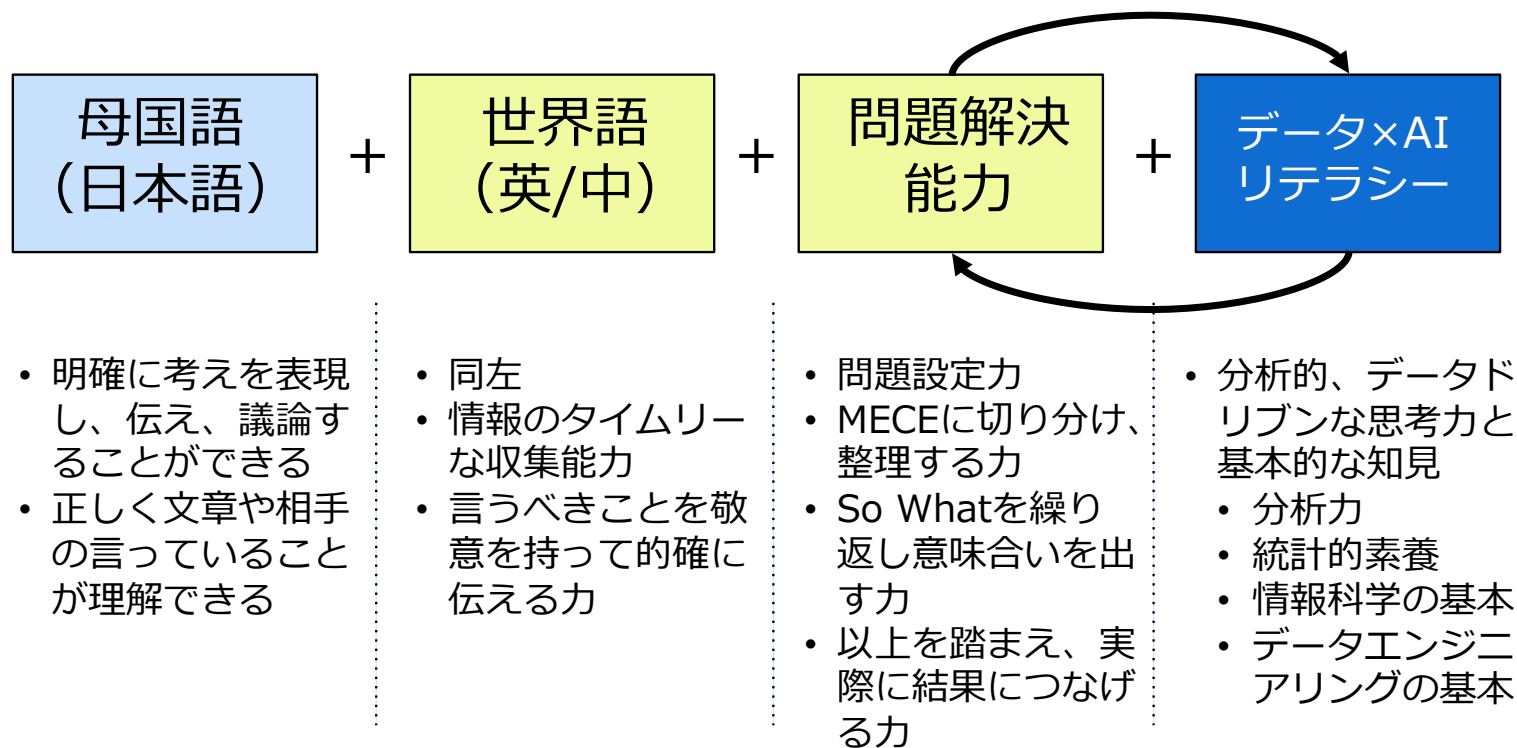 母国語
（日本語）
+
世界語
（英/中）
+
問題解決
能力
+
データ×AI
リテラシー
• 明確に考えを表現
し、伝え、議論す
ることができる
• 正しく文章や相手
の言っていること
が理解できる
• 同左
• 情報のタイムリー
な収集能力
• 言うべきことを敬
意を持って的確に
伝える力
• 問題設定力
• MECEに切り分け、
整理する力
• So Whatを繰り
返し意味合いを出
す力
• 以上を踏まえ、実
際に結果につなげ
る力
• 分析的、データド
リブンな思考力と
基本的な知見
• 分析力
• 統計的素養
• 情報科学の基本
• データエンジニ
アリングの基本